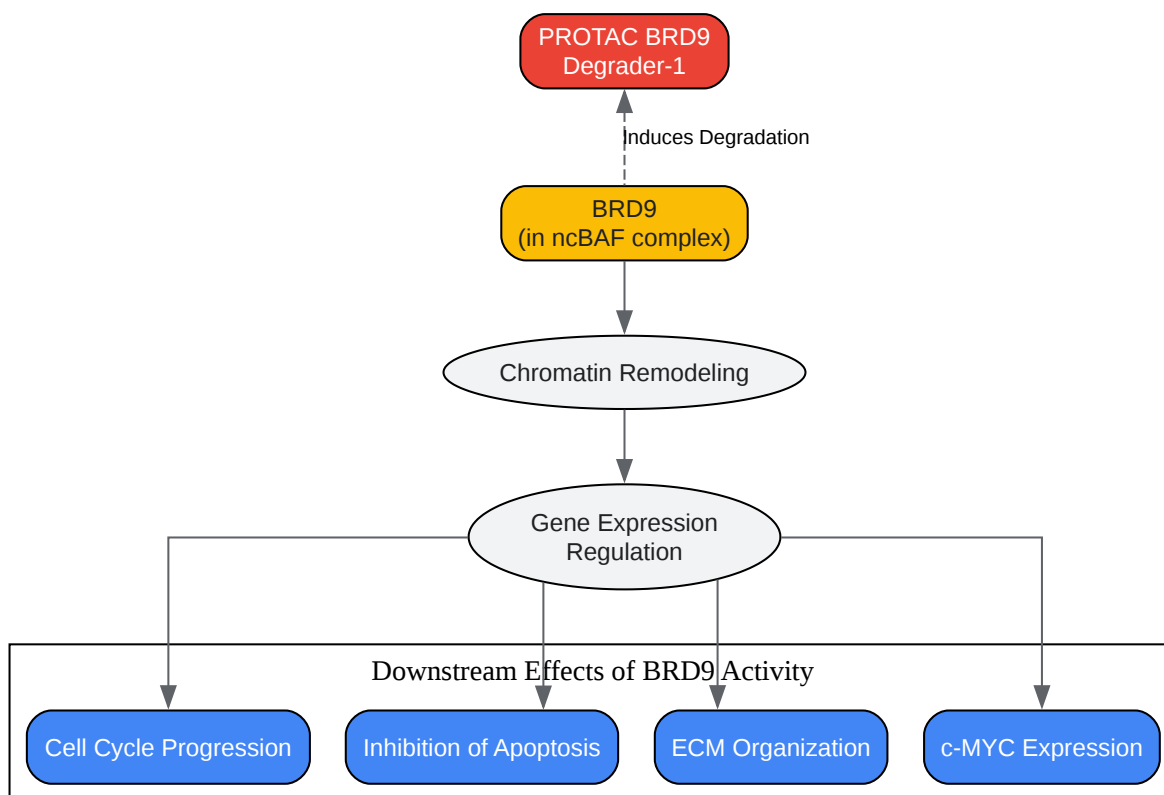 PROTAC BRD9
Degrader-1
Induces Degradation
BRD9
(in ncBAF complex)
Chromatin Remodeling
Gene Expression
Regulation
Downstream Effects of BRD9 Activity
Cell Cycle Progression
Inhibition of Apoptosis
ECM Organization
c-MYC Expression